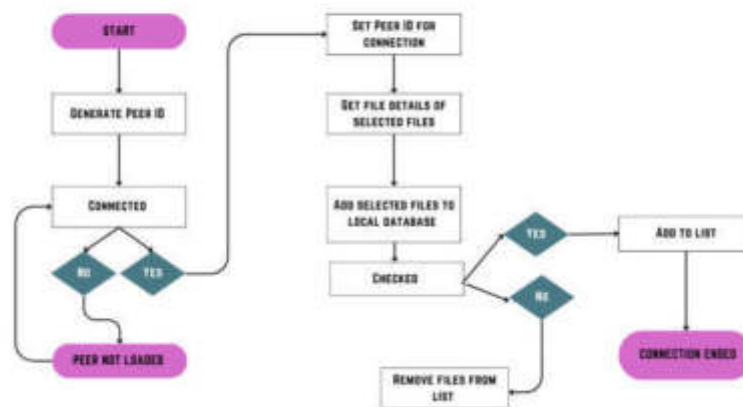 START
GENERATE PEER ID
CONNECTED
NO
YES
PEER NOT LOADED
SET PEER ID FOR
CONNECTION
GET FILE DETAILS OF
SELECTED FILES
ADD SELECTED FILES TO
LOCAL DATABASE
CHECKED
YES
NO
REMOVE FILES FROM
LIST
ADD TO LIST
CONNECTION ENDED